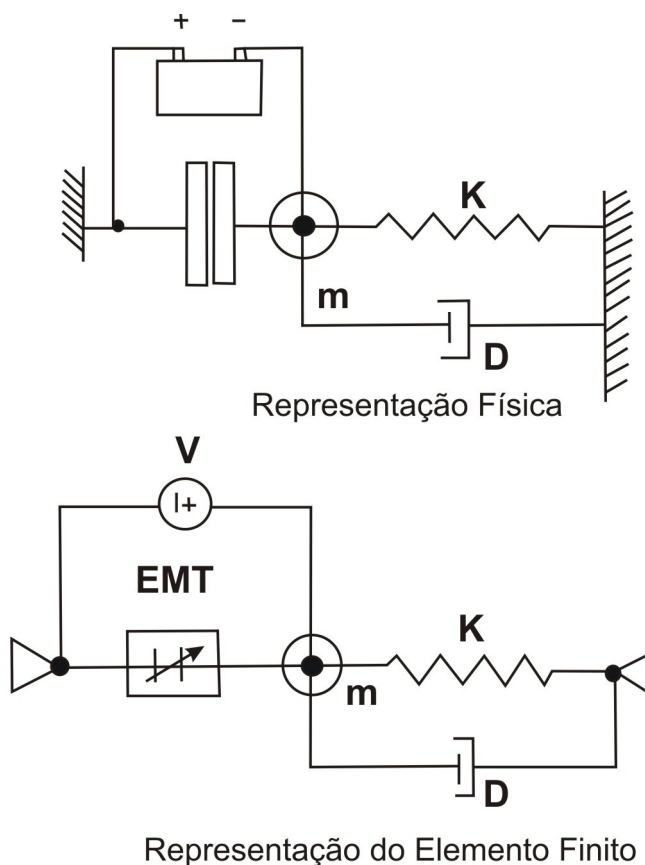 + −
K
m
D
Representação Física
V
I+
EMT
K
m
D
Representação do Elemento Finito